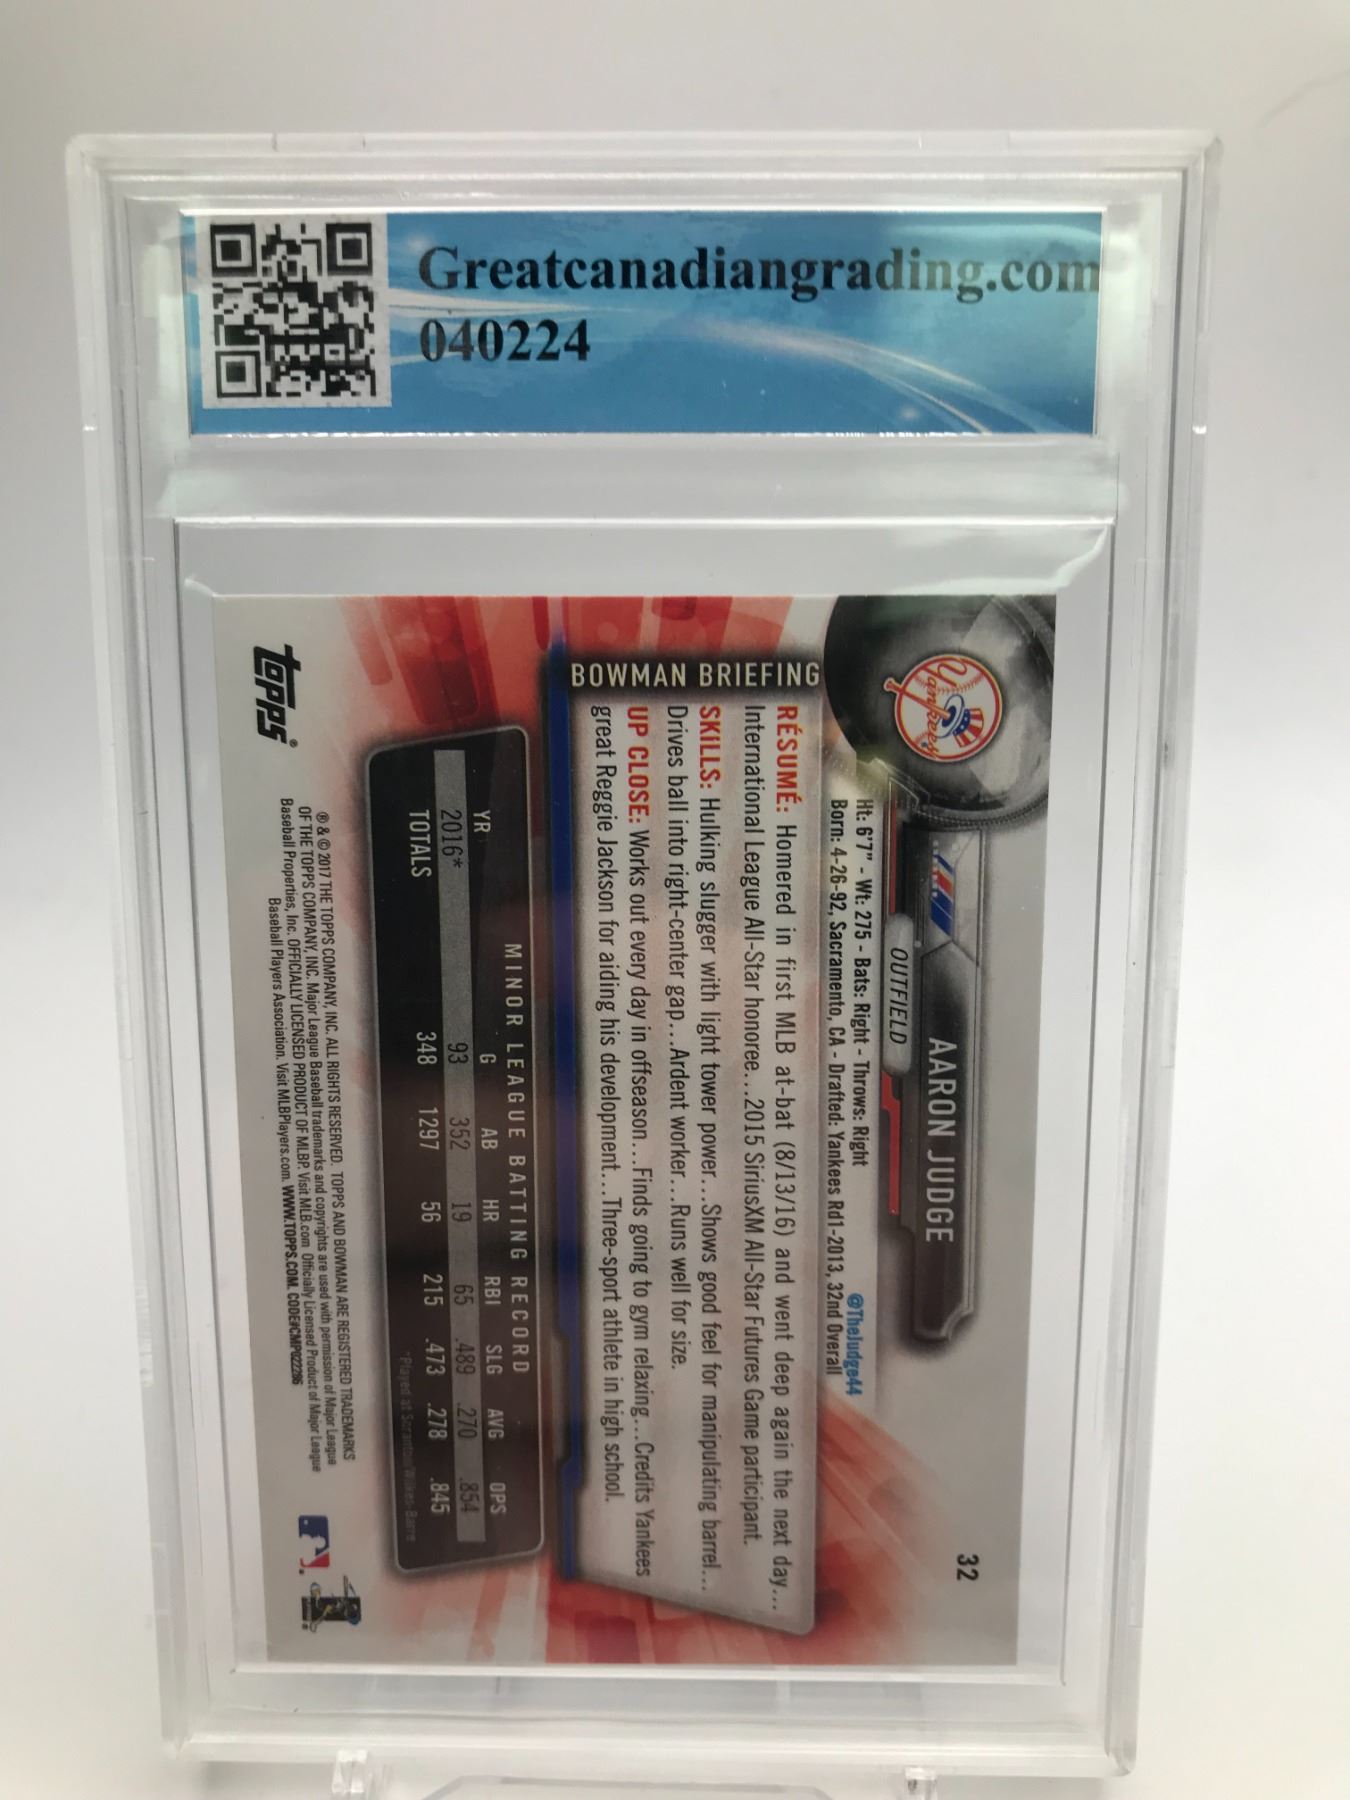 Greatcanadiangrading.com
040224
32
Yankees
AARON JUDGE
OUTFIELD
@TheJudge44
Ht: 6'7" - Wt: 275 - Bats: Right - Throws: Right
Born: 4-26-92, Sacramento, CA - Drafted: Yankees Rd1-2013, 32nd Overall
BOWMAN BRIEFING
RÉSUMÉ: Homered in first MLB at-bat (8/13/16) and went deep again the next day...
International League All-Star honoree...2015 SiriusXM All-Star Futures Game participant.
SKILLS: Hulking slugger with light tower power...Shows good feel for manipulating barrel...
Drives ball into right-center gap...Ardent worker...Runs well for size.
UP CLOSE: Works out every day in offseason...Finds going to gym relaxing...Credits Yankees
great Reggie Jackson for aiding his development...Three-sport athlete in high school.
MINOR LEAGUE BATTING RECORD
YR G AB HR RBI SLG AVG OPS
2016* 93 352 19 65 .489 .270 .854
TOTALS 348 1297 56 215 .473 .278 .845
*Played at Scranton/Wilkes-Barre
topps®
® & © 2017 THE TOPPS COMPANY, INC. ALL RIGHTS RESERVED. TOPPS AND BOWMAN ARE REGISTERED TRADEMARKS
OF THE TOPPS COMPANY, INC. Major League Baseball trademarks and copyrights are used with permission of Major League
Baseball Properties, Inc. OFFICIALLY LICENSED PRODUCT OF MLBP. Visit MLB.com Officially Licensed Product of Major League
Baseball Players Association. Visit MLBPlayers.com. WWW.TOPPS.COM. CODE#CMP022286